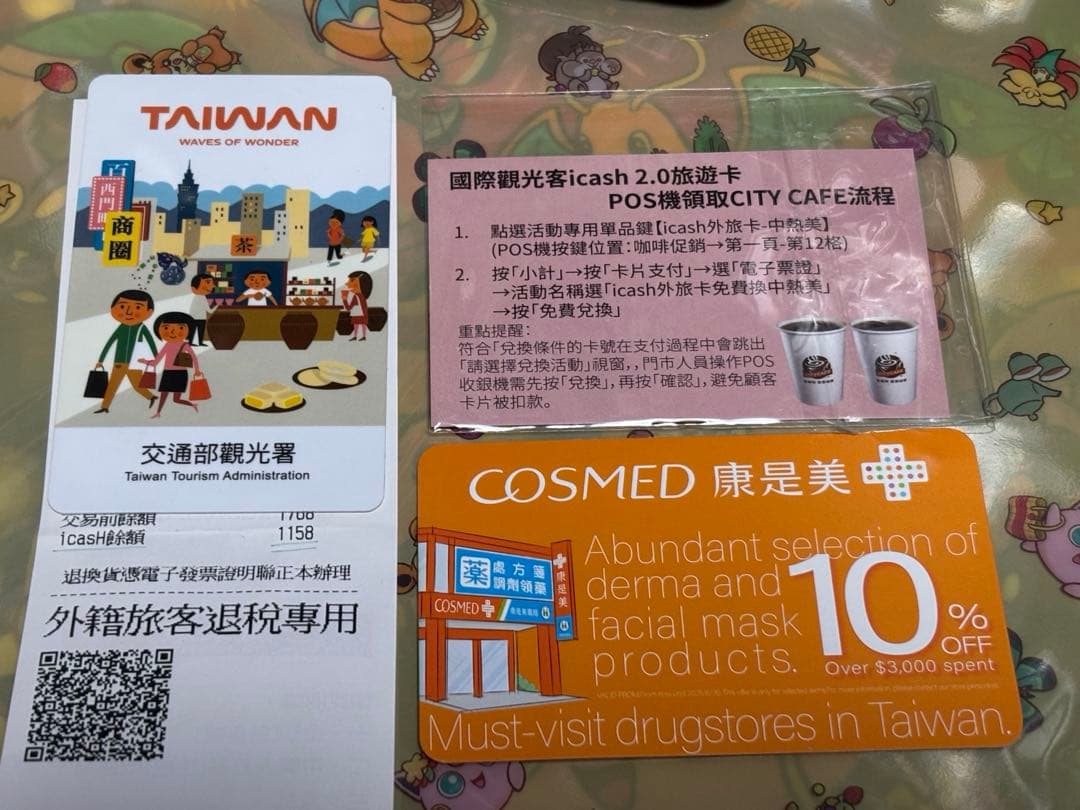 TAIWAN
WAVES OF WONDER
百
西門町
商圈
茶
交通部觀光署
Taiwan Tourism Administration
交易前餘額 1708
icasH餘額 1158
退換貨憑電子發票證明聯正本辦理
外籍旅客退稅專用
國際觀光客icash 2.0旅遊卡
POS機領取CITY CAFE流程
1. 點選活動專用單品鍵【icash外旅卡-中熱美】
(POS機按鍵位置:咖啡促銷→第一頁-第12格)
2. 按「小計」→按「卡片支付」→選「電子票證」
→活動名稱選「icash外旅卡免費換中熱美」
→按「免費兌換」
重點提醒:
符合「兌換條件的卡號在支付過程中會跳出
「請選擇兌換活動」視窗,,門市人員操作POS
收銀機需先按「兌換」,再按「確認」,避免顧客
卡片被扣款。
COSMED 康是美
Abundant selection of
derma and
facial mask
products.
10% OFF
Over $3,000 spent
藥 處方箋
調劑領藥
康是美
COSMED
Must-visit drugstores in Taiwan.